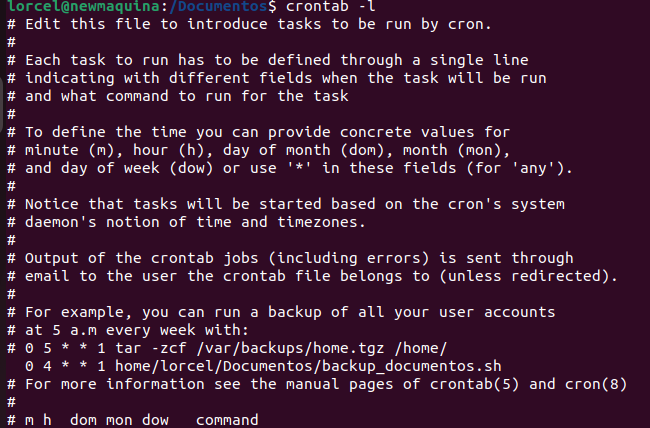 lorcel@newmaquina:/Documentos$ crontab -l
# Edit this file to introduce tasks to be run by cron.
#
# Each task to run has to be defined through a single line
# indicating with different fields when the task will be run
# and what command to run for the task
#
# To define the time you can provide concrete values for
# minute (m), hour (h), day of month (dom), month (mon),
# and day of week (dow) or use '*' in these fields (for 'any').
#
# Notice that tasks will be started based on the cron's system
# daemon's notion of time and timezones.
#
# Output of the crontab jobs (including errors) is sent through
# email to the user the crontab file belongs to (unless redirected).
#
# For example, you can run a backup of all your user accounts
# at 5 a.m every week with:
# 0 5 * * 1 tar -zcf /var/backups/home.tgz /home/
  0 4 * * 1 home/lorcel/Documentos/backup_documentos.sh
# For more information see the manual pages of crontab(5) and cron(8)
#
# m h  dom mon dow   command